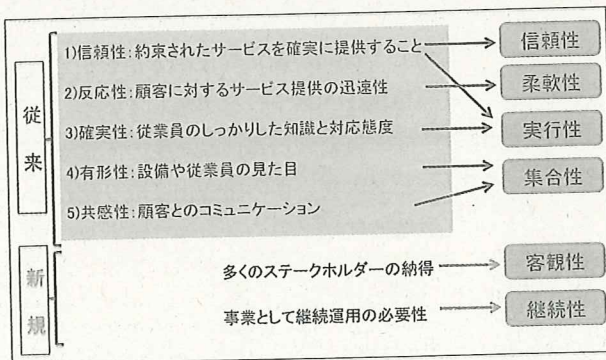 従来
1)信頼性:約束されたサービスを確実に提供すること
信頼性
2)反応性:顧客に対するサービス提供の迅速性
柔軟性
3)確実性:従業員のしっかりした知識と対応態度
実行性
4)有形性:設備や従業員の見た目
集合性
5)共感性:顧客とのコミュニケーション
新規
多くのステークホルダーの納得
客観性
事業として継続運用の必要性
継続性